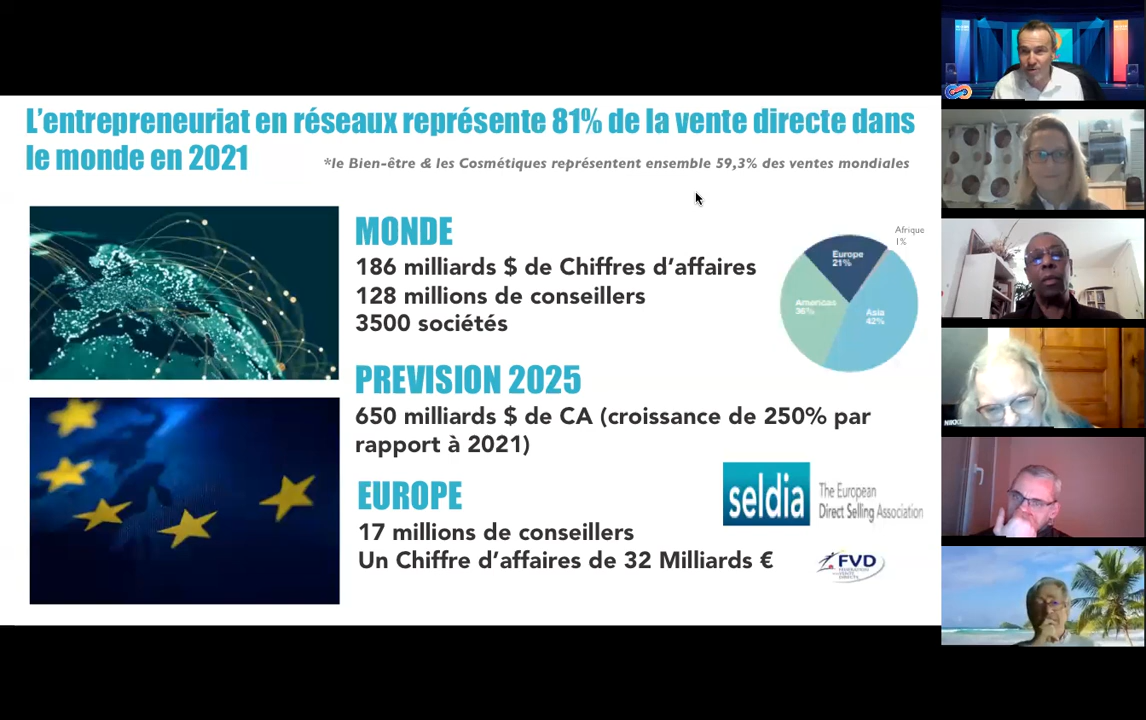 L'entrepreneuriat en réseaux représente 81% de la vente directe dans
le monde en 2021
*le Bien-être & les Cosmétiques représentent ensemble 59,3% des ventes mondiales
MONDE
186 milliards $ de Chiffres d'affaires
128 millions de conseillers
3500 sociétés
Afrique
1%
Europe
21%
Americas
36%
Asia
42%
PREVISION 2025
650 milliards $ de CA (croissance de 250% par
rapport à 2021)
EUROPE
17 millions de conseillers
Un Chiffre d'affaires de 32 Milliards €
seldia
The European
Direct Selling Association
FVD